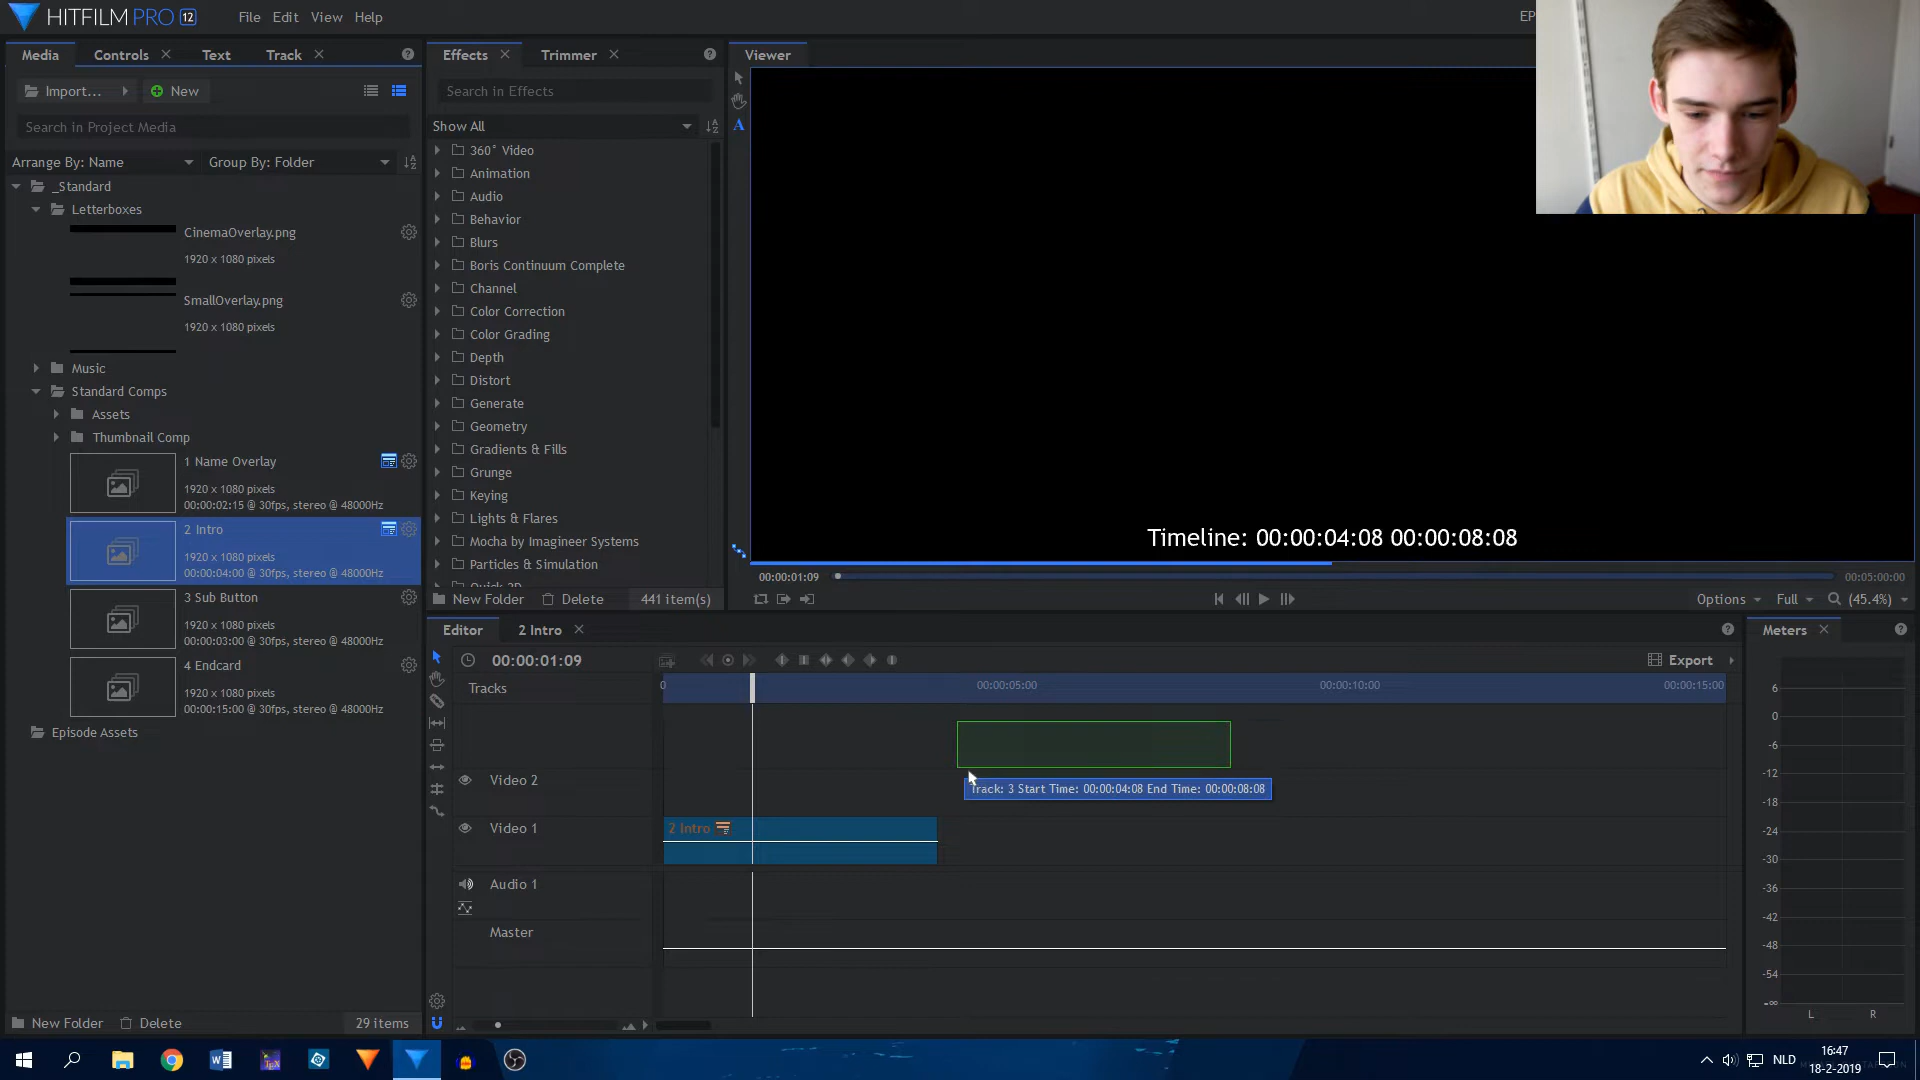 HITFILM PRO 12
File Edit View Help
EP
Media Controls Text Track
Import... New
Search in Project Media
Arrange By: Name Group By: Folder
_Standard
Letterboxes
CinemaOverlay.png
1920 x 1080 pixels
SmallOverlay.png
1920 x 1080 pixels
Music
Standard Comps
Assets
Thumbnail Comp
1 Name Overlay
1920 x 1080 pixels
00:00:02:15 @ 30fps, stereo @ 48000Hz
2 Intro
1920 x 1080 pixels
00:00:04:00 @ 30fps, stereo @ 48000Hz
3 Sub Button
1920 x 1080 pixels
00:00:03:00 @ 30fps, stereo @ 48000Hz
4 Endcard
1920 x 1080 pixels
00:00:15:00 @ 30fps, stereo @ 48000Hz
Episode Assets
New Folder Delete 29 items
Effects Trimmer
Search in Effects
Show All
360° Video
Animation
Audio
Behavior
Blurs
Boris Continuum Complete
Channel
Color Correction
Color Grading
Depth
Distort
Generate
Geometry
Gradients & Fills
Grunge
Keying
Lights & Flares
Mocha by Imagineer Systems
Particles & Simulation
Quick 3D
New Folder Delete 441 item(s)
Viewer
A
Timeline: 00:00:04:08 00:00:08:08
00:00:01:09 00:05:00:00
Options Full (45.4%)
Editor 2 Intro
00:00:01:09 Export
Tracks 0 00:00:05:00 00:00:10:00 00:00:15:00
Video 2
Track: 3 Start Time: 00:00:04:08 End Time: 00:00:08:08
Video 1 2 Intro
Audio 1
Master
Meters
6
0
-6
-12
-18
-24
-30
-36
-42
-48
-54
-∞
L R
NLD 16:47
18-2-2019